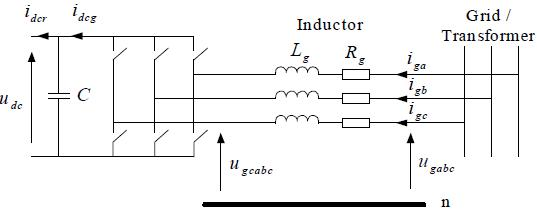 i_dcr i_dcg
Inductor
Grid /
Transformer
L_g R_g
i_ga
i_gb
i_gc
u_dc
C
u_gcabc
u_gabc
n